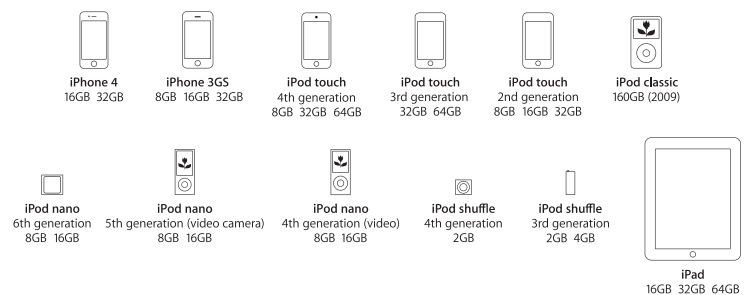 iPhone 4
16GB 32GB
iPhone 3GS
8GB 16GB 32GB
iPod touch
4th generation
8GB 32GB 64GB
iPod touch
3rd generation
32GB 64GB
iPod touch
2nd generation
8GB 16GB 32GB
iPod classic
160GB (2009)
iPod nano
6th generation
8GB 16GB
iPod nano
5th generation (video camera)
8GB 16GB
iPod nano
4th generation (video)
8GB 16GB
iPod shuffle
4th generation
2GB
iPod shuffle
3rd generation
2GB 4GB
iPad
16GB 32GB 64GB